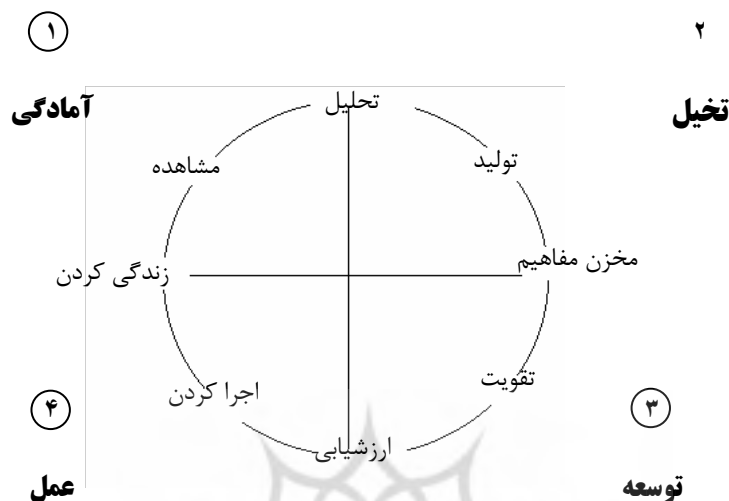 ۱
۲
آمادگی
تخیل
تحلیل
مشاهده
تولید
زندگی کردن
مخزن مفاهیم
اجرا کردن
تقویت
ارزشیابی
۴
۳
عمل
توسعه